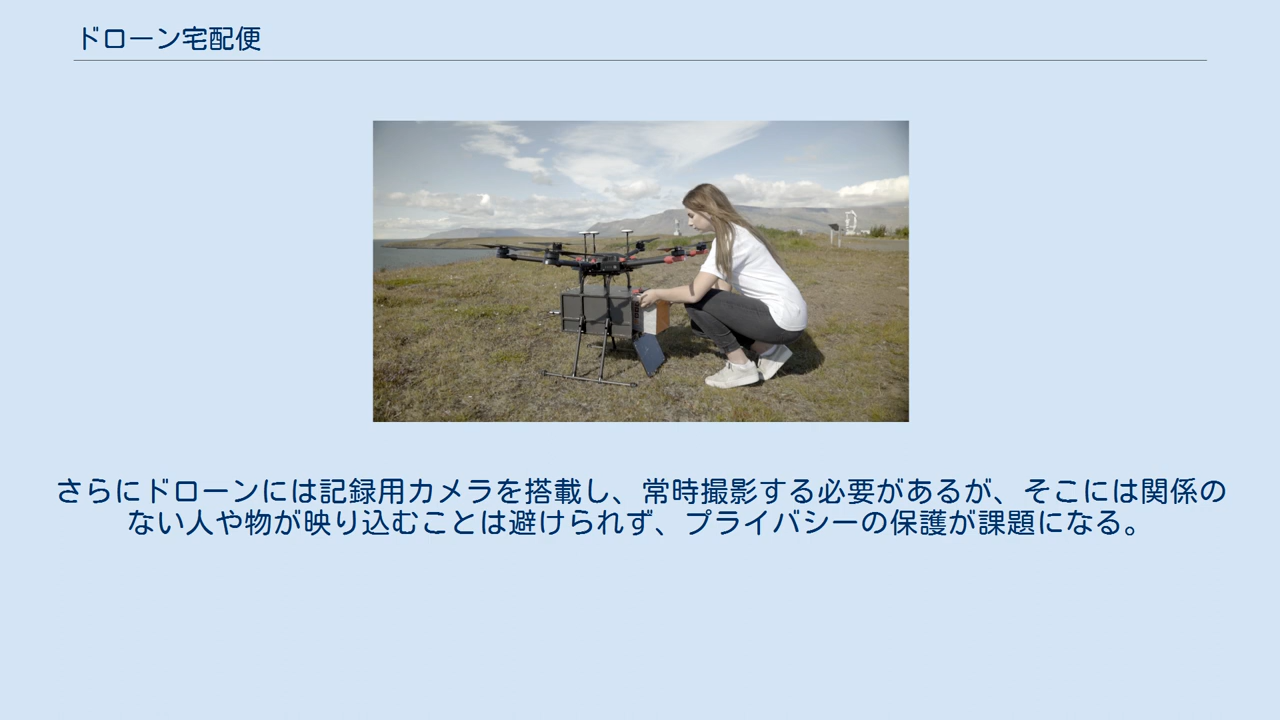 ドローン宅配便
さらにドローンには記録用カメラを搭載し、常時撮影する必要があるが、そこには関係の
ない人や物が映り込むことは避けられず、プライバシーの保護が課題になる。